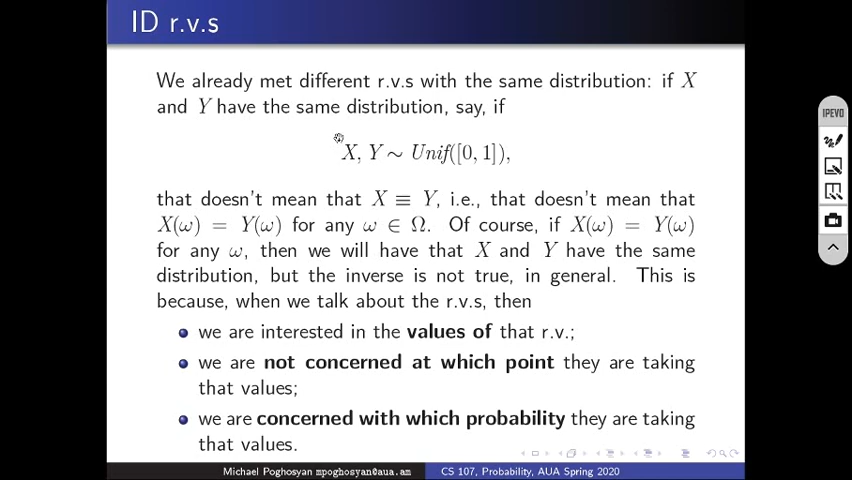 ID r.v.s
We already met different r.v.s with the same distribution: if X
and Y have the same distribution, say, if
X, Y ∼ Unif([0, 1]),
that doesn't mean that X ≡ Y, i.e., that doesn't mean that
X(ω) = Y(ω) for any ω ∈ Ω. Of course, if X(ω) = Y(ω)
for any ω, then we will have that X and Y have the same
distribution, but the inverse is not true, in general. This is
because, when we talk about the r.v.s, then
we are interested in the values of that r.v.;
we are not concerned at which point they are taking
that values;
we are concerned with which probability they are taking
that values.
Michael Poghosyan mpoghosyan@aua.am
CS 107, Probability, AUA Spring 2020
IPEVO